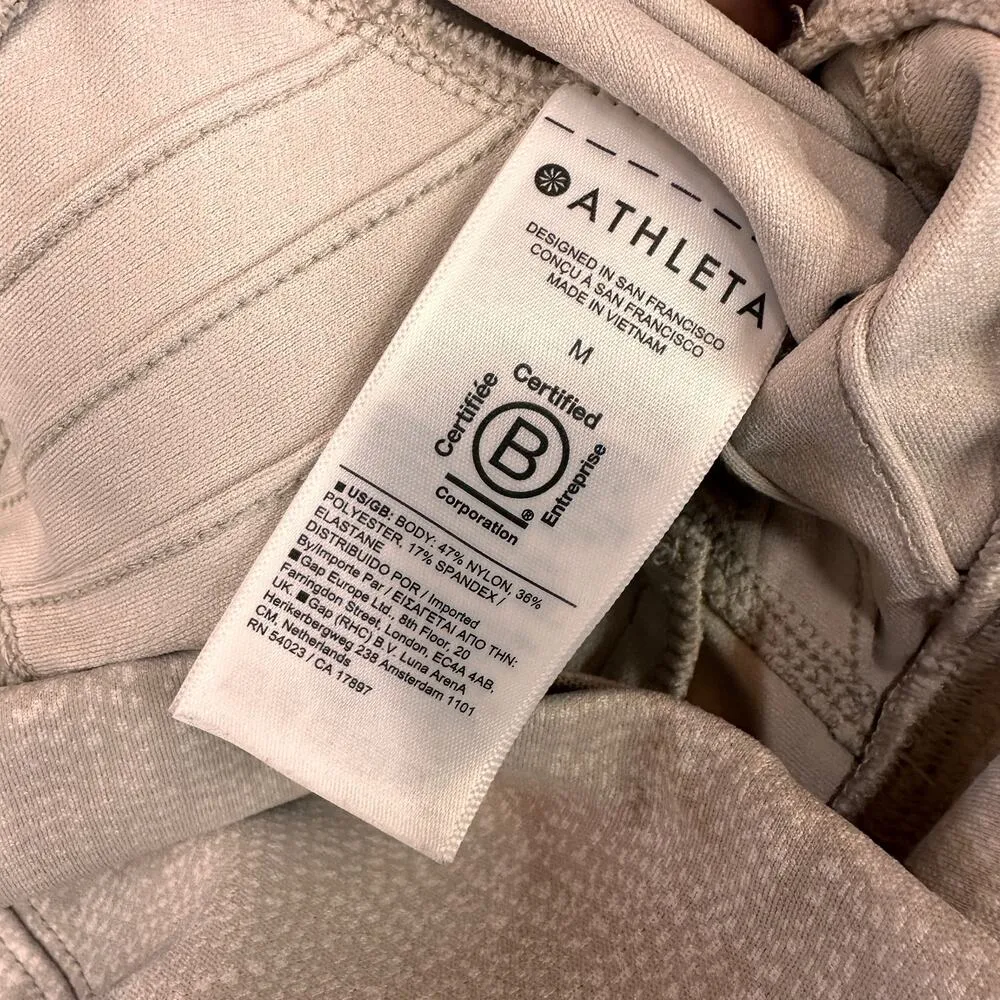 ATHLETA
DESIGNED IN SAN FRANCISCO
CONÇU À SAN FRANCISCO
MADE IN VIETNAM
M
Certified
Certifiée
B
Entreprise
Corporation®
■ US/GB: BODY: 47% NYLON, 36%
POLYESTER, 17% SPANDEX /
ELASTANE
DISTRIBUIDO POR / Imported
By/Importe Par / ΕΙΣΑΓΕΤΑΙ ΑΠΟ ΤΗΝ:
■Gap Europe Ltd., 8th Floor, 20
Farringdon Street, London, EC4A 4AB,
UK. ■Gap (RHC) B.V. Luna ArenA
Herikerbergweg 238 Amsterdam 1101
CM. Netherlands
RN 54023 / CA 17897